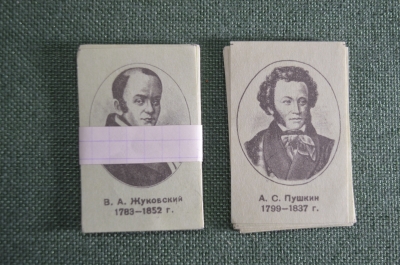 В. А. Жуковский
1783—1852 г.
А. С. Пушкин
1799—1837 г.